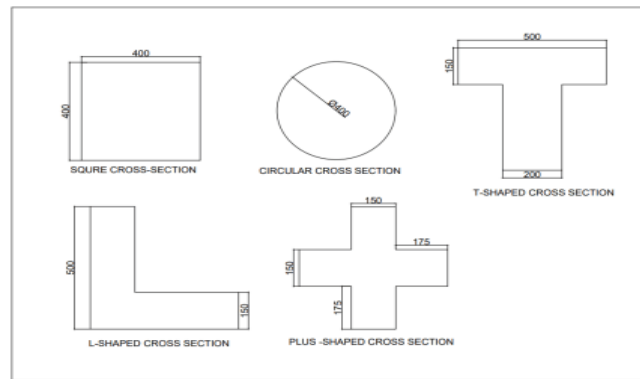 400
400
SQURE CROSS-SECTION
Ø400
CIRCULAR CROSS SECTION
500
150
200
T-SHAPED CROSS SECTION
500
150
L-SHAPED CROSS SECTION
150
175
150
175
PLUS -SHAPED CROSS SECTION